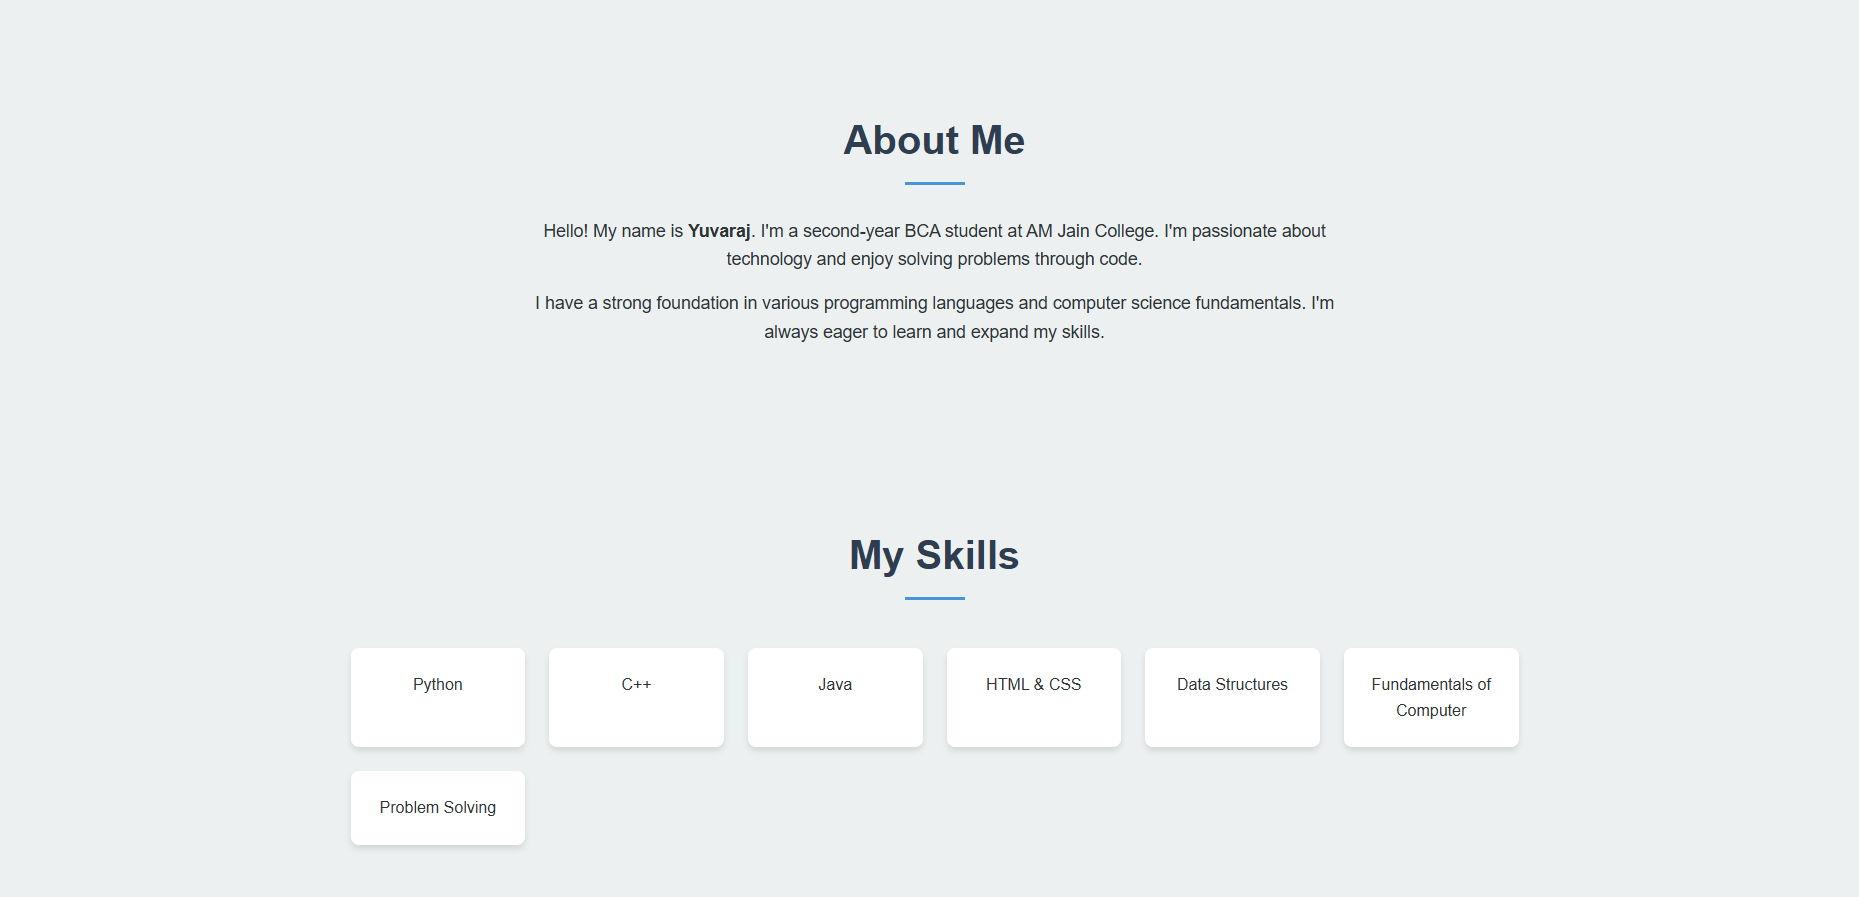 About Me
Hello! My name is Yuvaraj. I'm a second-year BCA student at AM Jain College. I'm passionate about
technology and enjoy solving problems through code.
I have a strong foundation in various programming languages and computer science fundamentals. I'm
always eager to learn and expand my skills.
My Skills
Python
C++
Java
HTML & CSS
Data Structures
Fundamentals of
Computer
Problem Solving